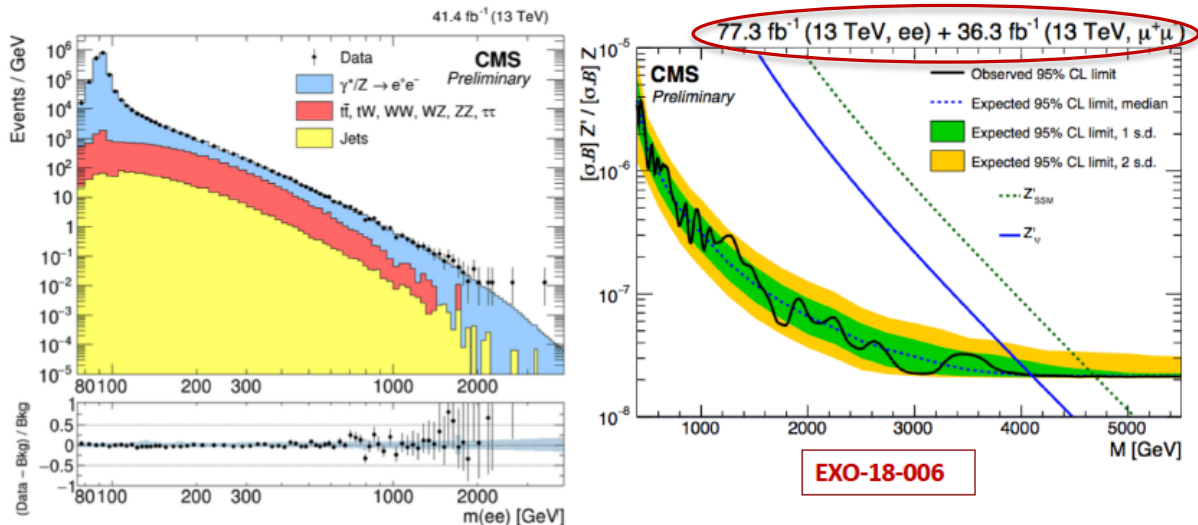 41.4 fb⁻¹ (13 TeV)
CMS
Preliminary
Data
γ*/Z → e⁺e⁻
tt̄, tW, WW, WZ, ZZ, ττ
Jets
Events / GeV
10⁶
10⁵
10⁴
10³
10²
10
1
10⁻¹
10⁻²
10⁻³
10⁻⁴
10⁻⁵
80 100 200 300 1000 2000
(Data − Bkg) / Bkg
1
0.5
0
−0.5
−1
80 100 200 300 1000 2000
m(ee) [GeV]
77.3 fb⁻¹ (13 TeV, ee) + 36.3 fb⁻¹ (13 TeV, μ⁺μ⁻)
CMS
Preliminary
Observed 95% CL limit
Expected 95% CL limit, median
Expected 95% CL limit, 1 s.d.
Expected 95% CL limit, 2 s.d.
Z'SSM
[σ.B] Z' / [σ.B] Z
10⁻⁵
10⁻⁶
10⁻⁷
10⁻⁸
1000 2000 3000 4000 5000
M [GeV]
EXO-18-006